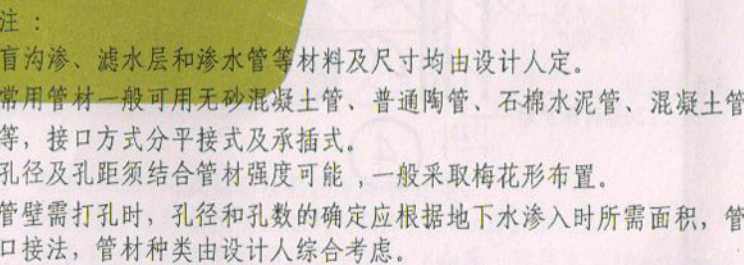 注：
盲沟渗、滤水层和渗水管等材料及尺寸均由设计人定。
常用管材一般可用无砂混凝土管、普通陶管、石棉水泥管、混凝土管
等，接口方式分平接式及承插式。
孔径及孔距须结合管材强度可能，一般采取梅花形布置。
管壁需打孔时，孔径和孔数的确定应根据地下水渗入时所需面积，管
口接法，管材种类由设计人综合考虑。